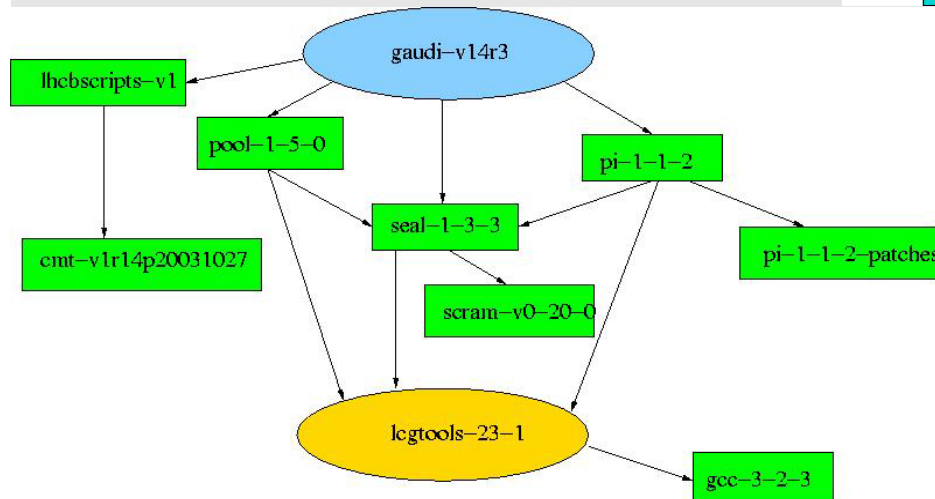 gaudi-v14r3
lhcbscripts-v1
pool-1-5-0
pi-1-1-2
seal-1-3-3
cmt-v1r14p20031027
pi-1-1-2-patches
scram-v0-20-0
lcgtools-23-1
gcc-3-2-3